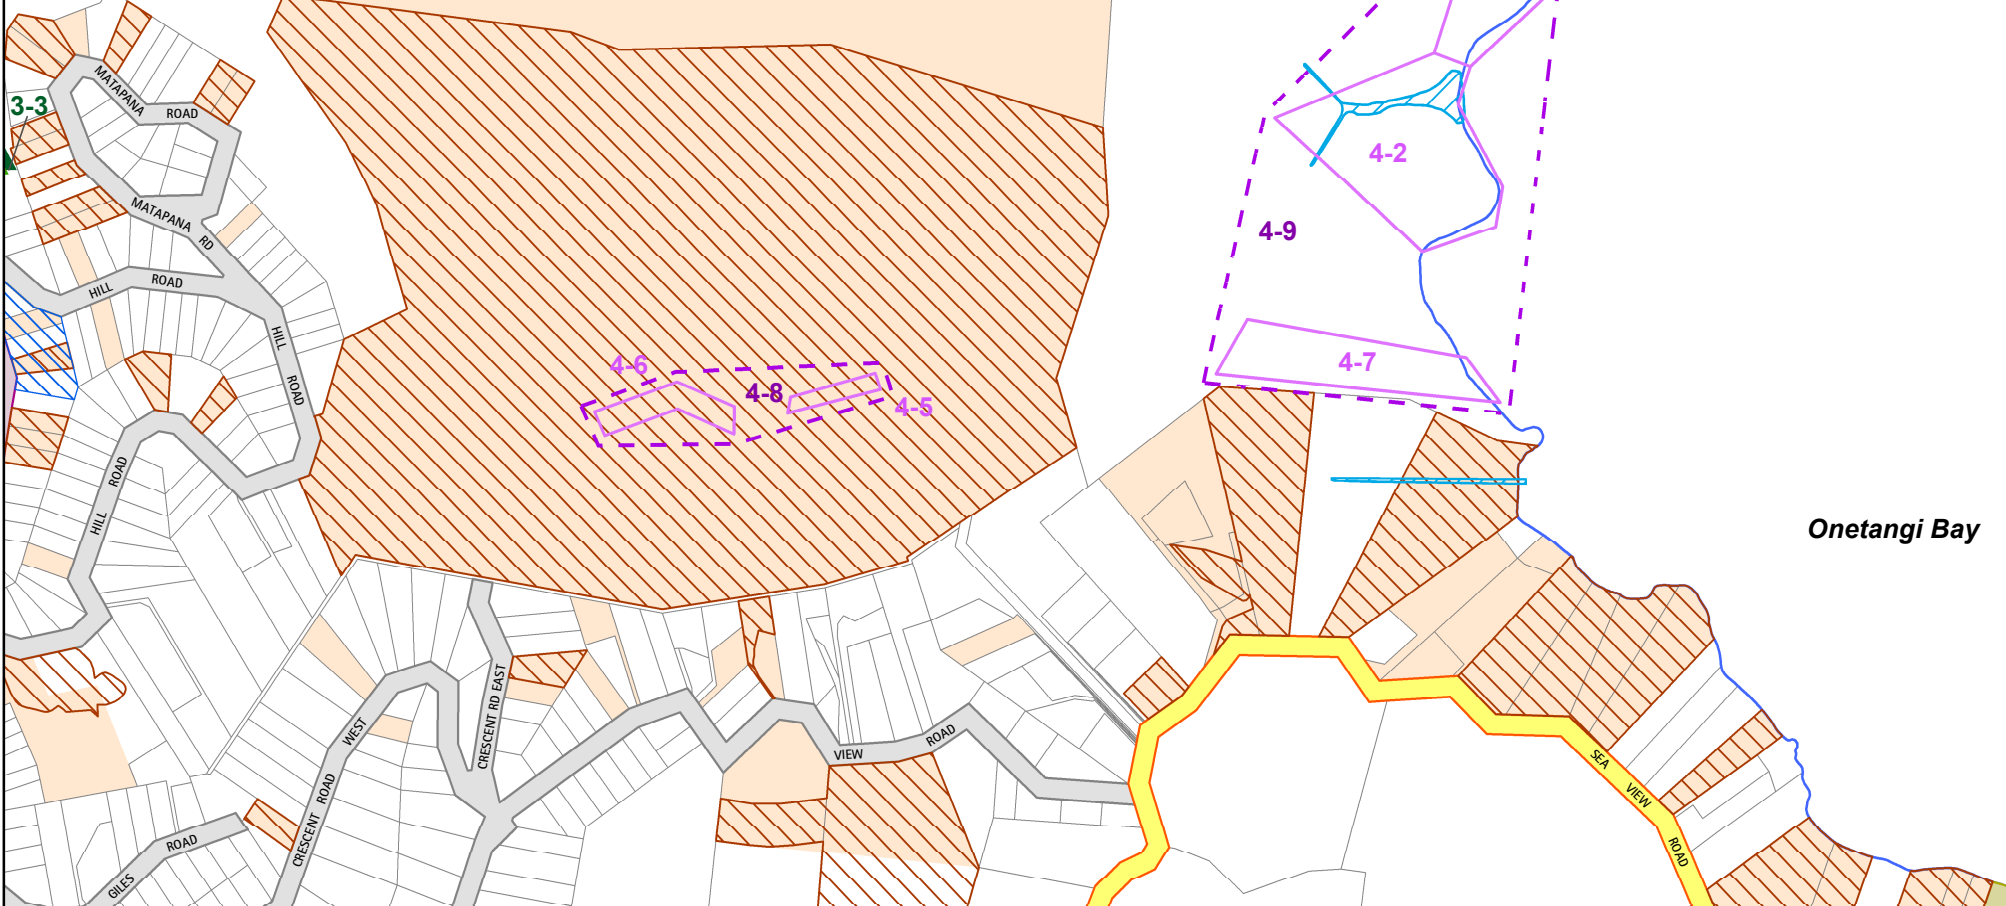 MATAPANA
ROAD
3-3
MATAPANA
RD
4-2
4-9
HILL
ROAD
HILL
ROAD
4-6
4-8
4-5
4-7
ROAD
HILL
Onetangi Bay
CRESCENT RD EAST
WEST
CRESCENT ROAD
VIEW
ROAD
SEA
VIEW
ROAD
ROAD
GILES